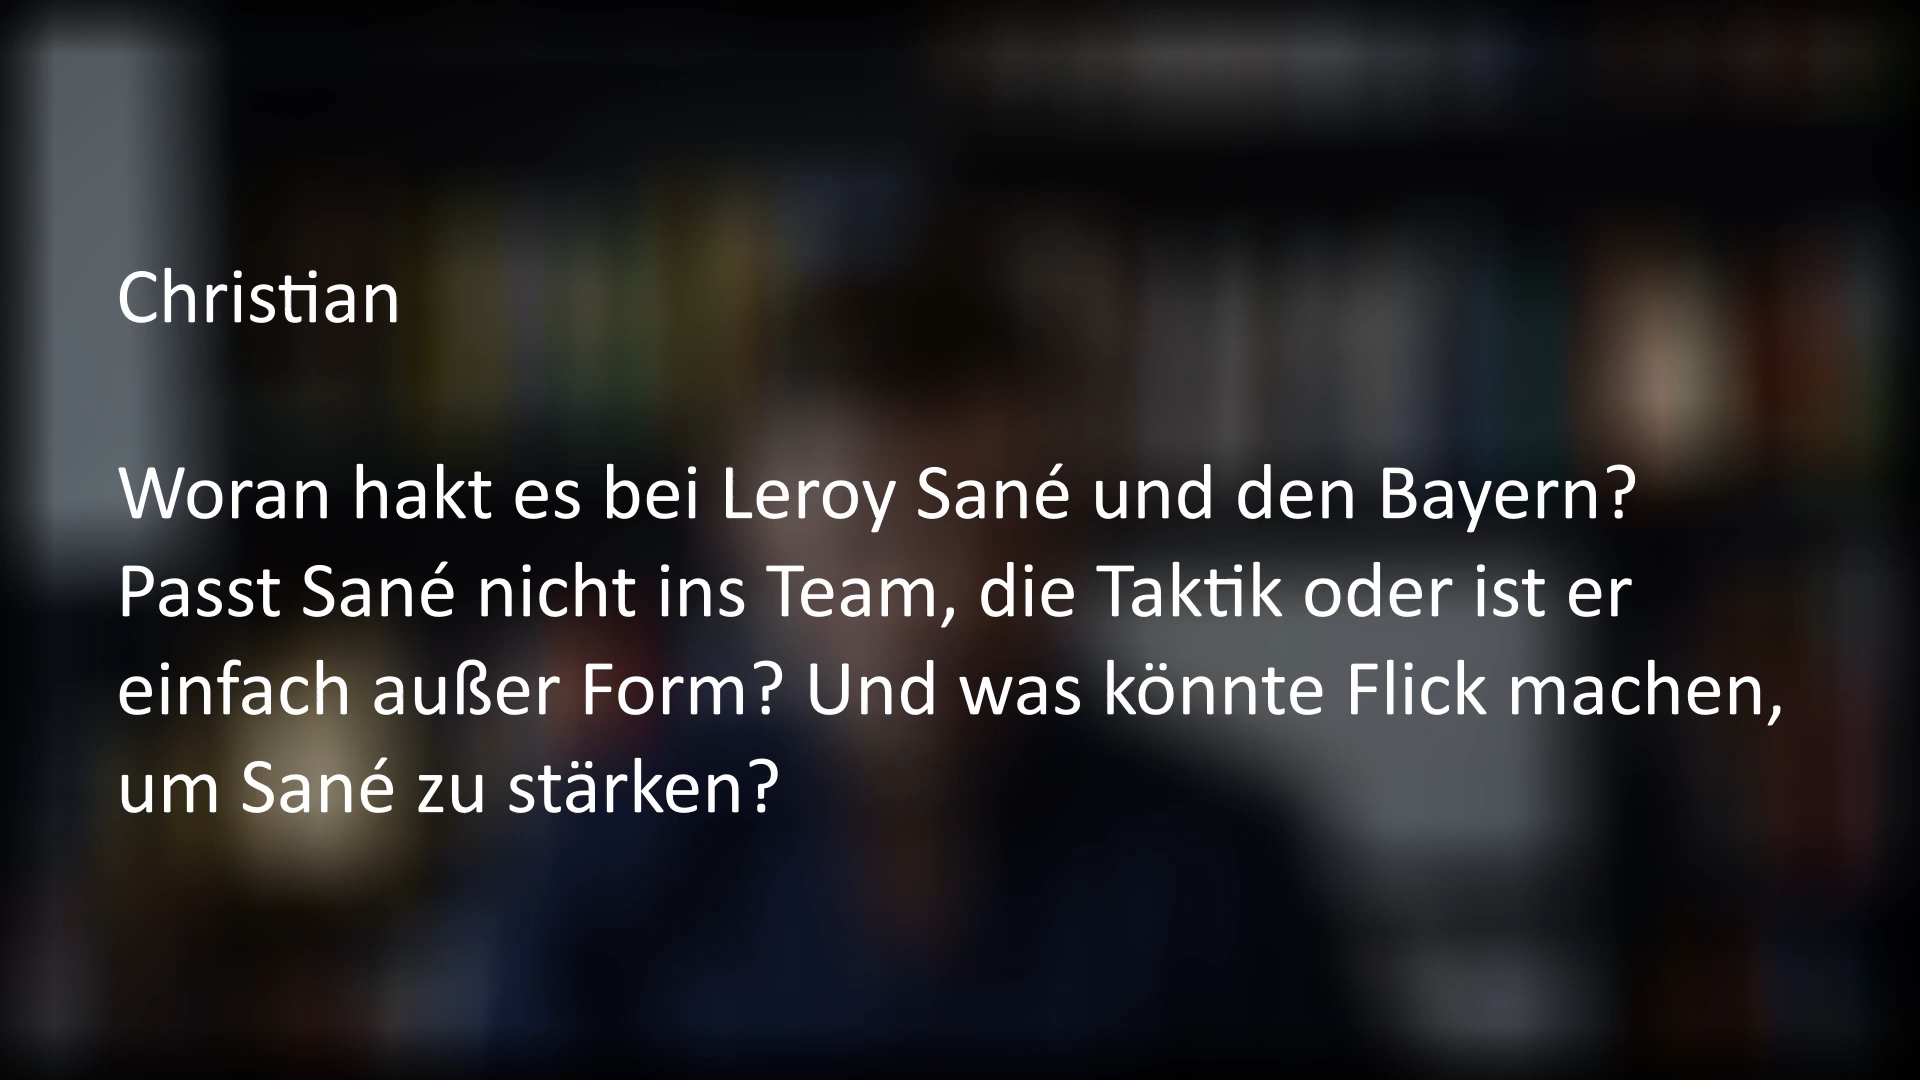 Christian
Woran hakt es bei Leroy Sané und den Bayern?
Passt Sané nicht ins Team, die Taktik oder ist er
einfach außer Form? Und was könnte Flick machen,
um Sané zu stärken?